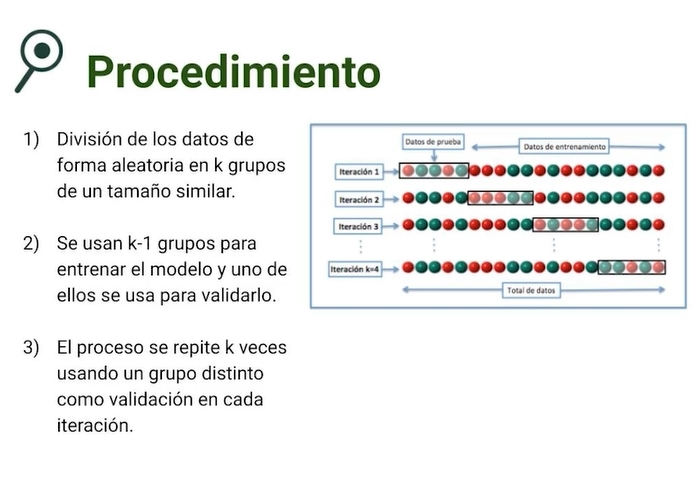 Procedimiento
1) División de los datos de
forma aleatoria en k grupos
de un tamaño similar.
2) Se usan k-1 grupos para
entrenar el modelo y uno de
ellos se usa para validarlo.
3) El proceso se repite k veces
usando un grupo distinto
como validación en cada
iteración.
Datos de prueba
Datos de entrenamiento
Iteración 1
Iteración 2
Iteración 3
Iteración k=4
Total de datos